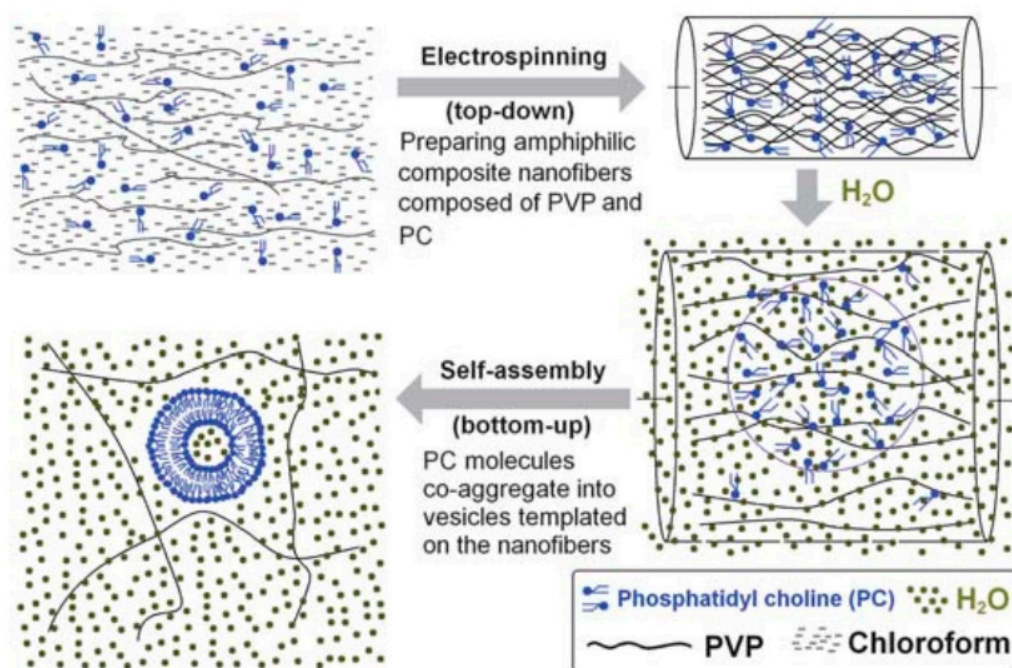 Electrospinning
(top-down)
Preparing amphiphilic
composite nanofibers
composed of PVP and
PC
H₂O
Self-assembly
(bottom-up)
PC molecules
co-aggregate into
vesicles templated
on the nanofibers
Phosphatidyl choline (PC) H₂O
PVP Chloroform